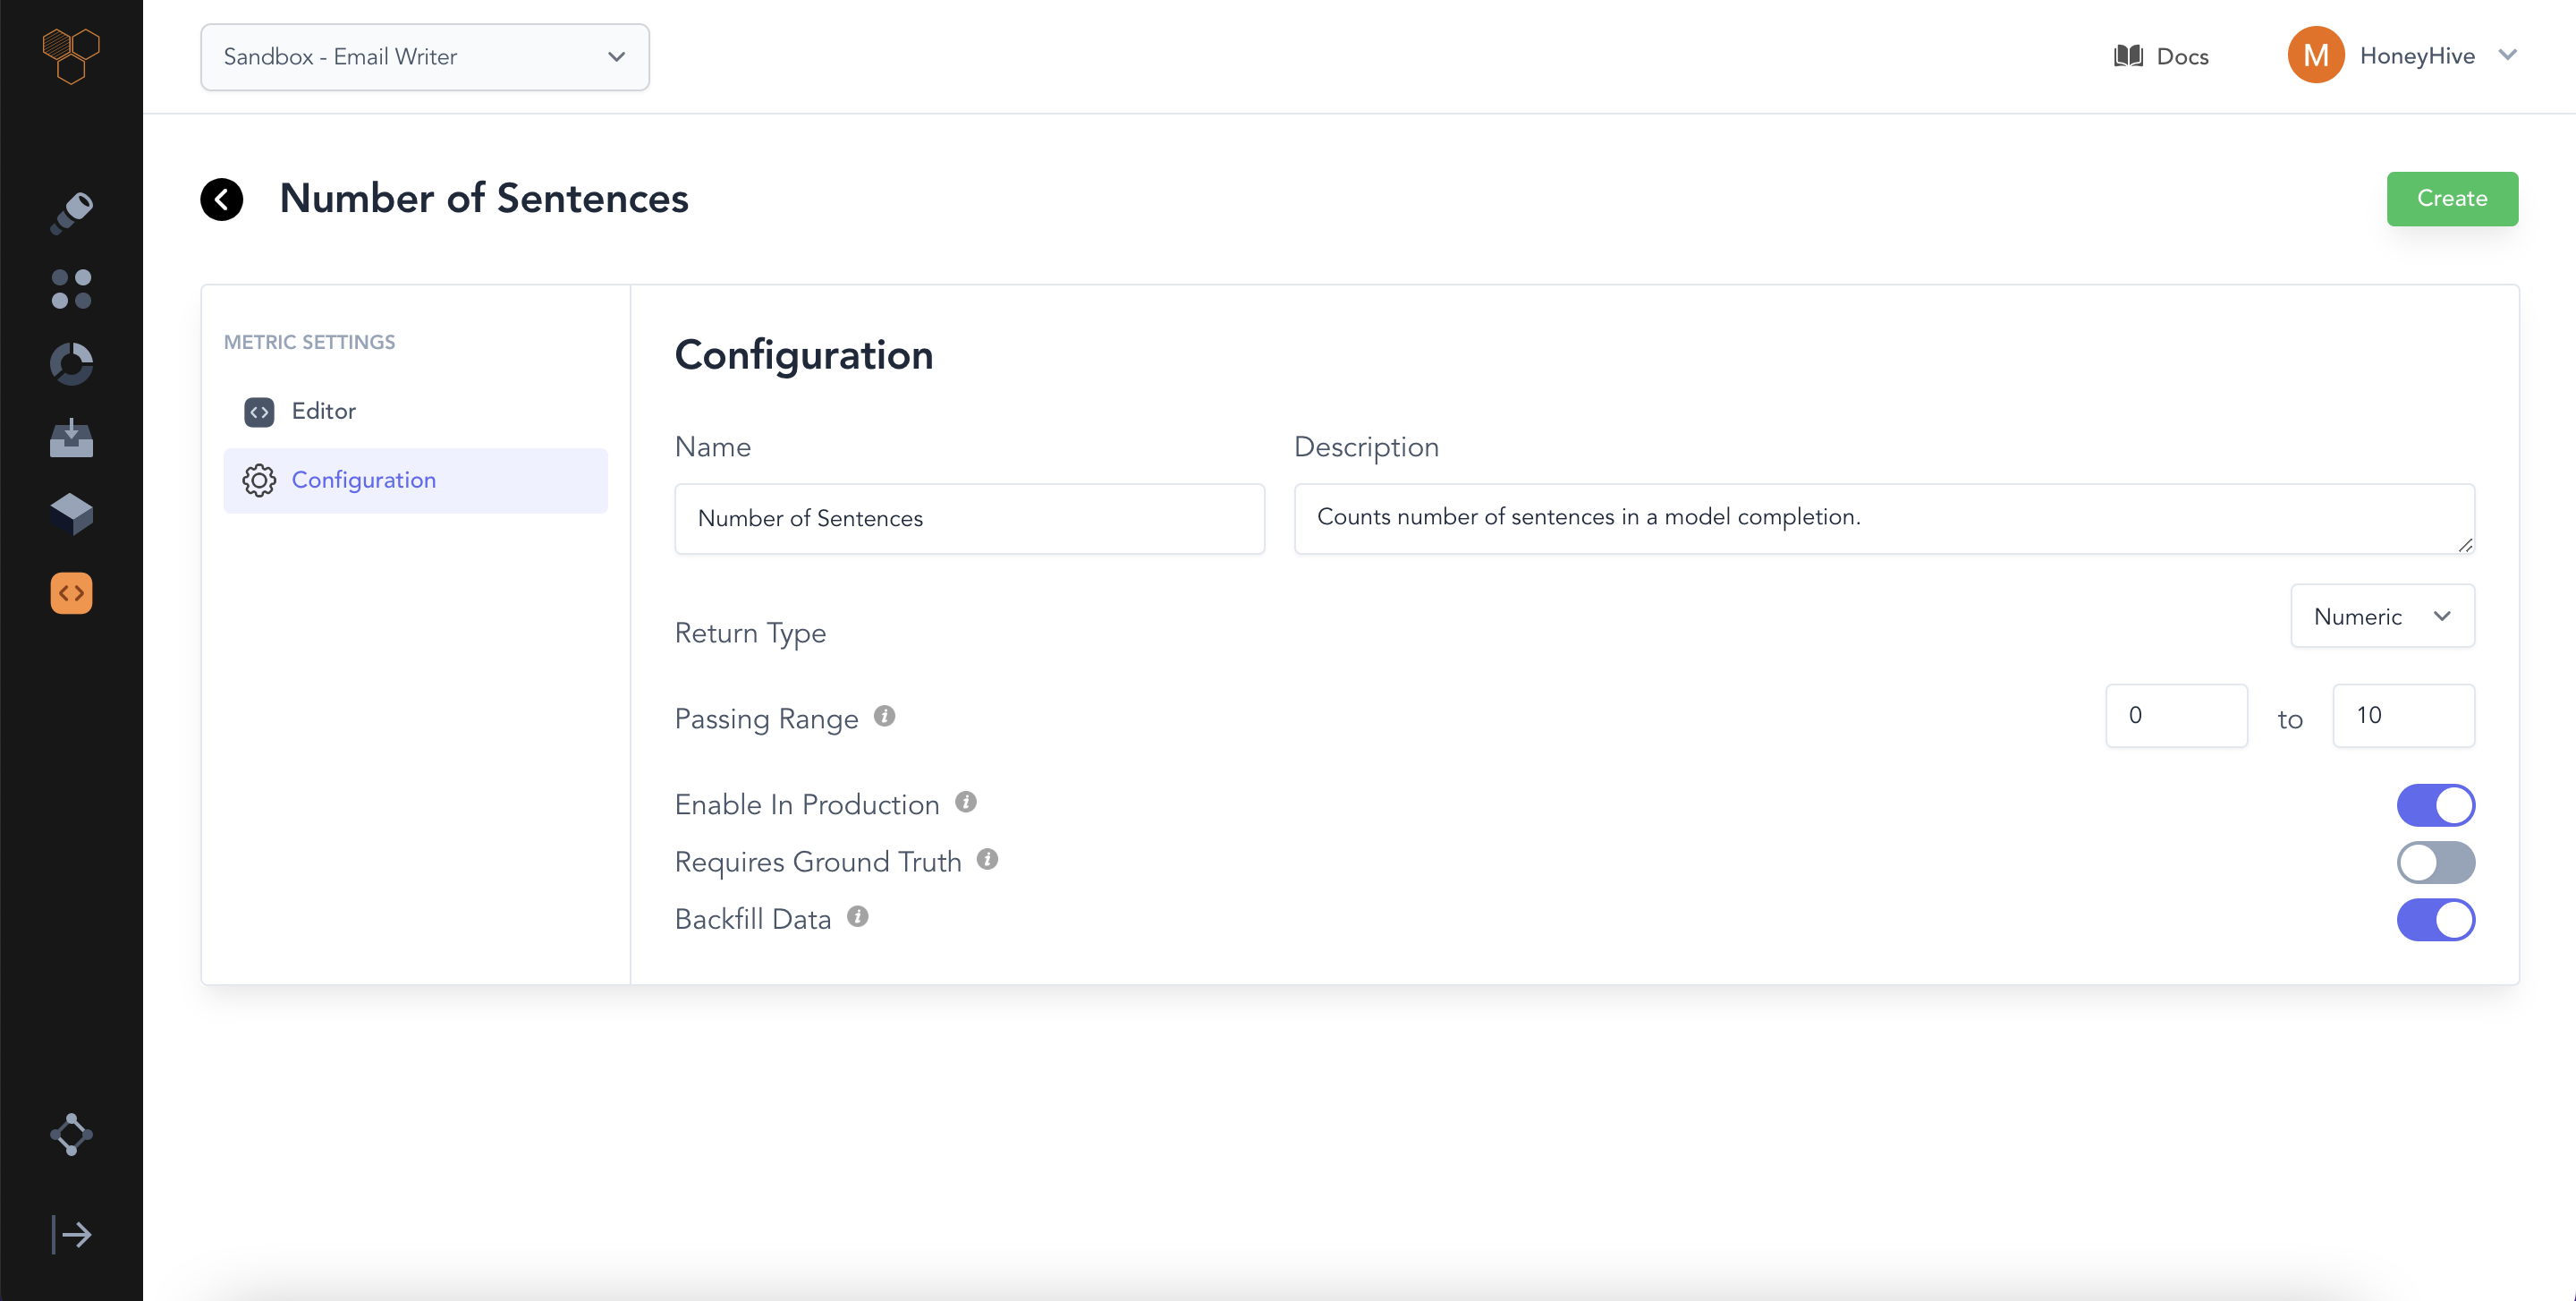 Sandbox - Email Writer
Docs
M
HoneyHive
Number of Sentences
Create
METRIC SETTINGS
Editor
Configuration
Configuration
Name
Description
Number of Sentences
Counts number of sentences in a model completion.
Return Type
Numeric
Passing Range
0 to 10
Enable In Production
Requires Ground Truth
Backfill Data